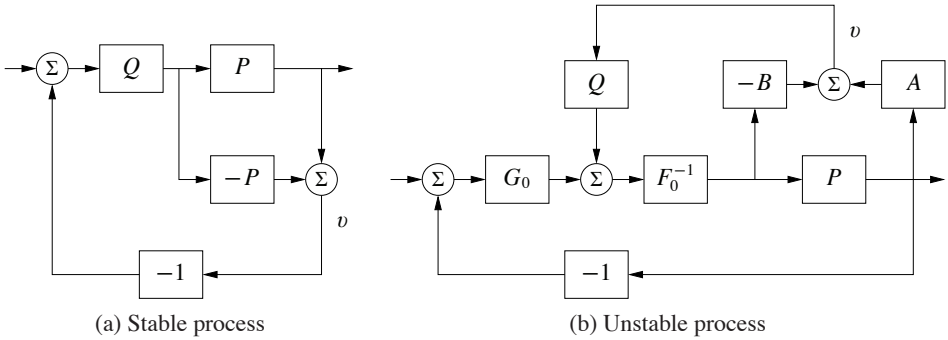 Σ Q P
−P Σ
υ
−1
(a) Stable process
υ
Q −B Σ A
Σ G₀ Σ F₀⁻¹ P
−1
(b) Unstable process